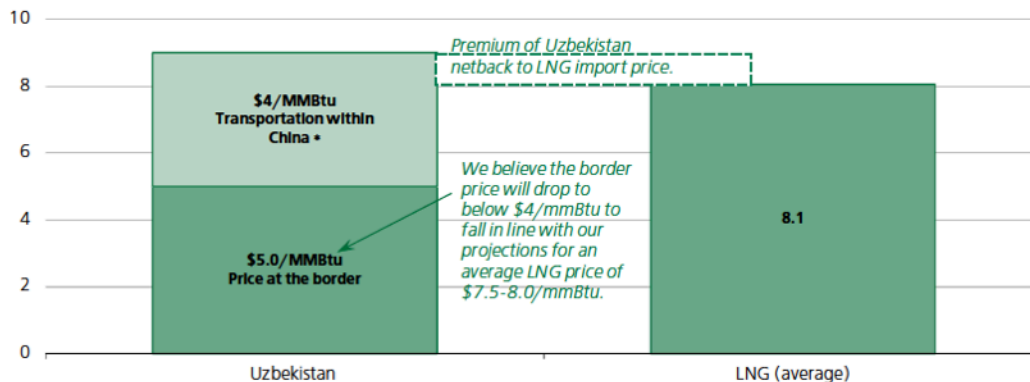 10
8
6
4
2
0
Premium of Uzbekistan
netback to LNG import price.
$4/MMBtu
Transportation within
China *
We believe the border
price will drop to
below $4/mmBtu to
fall in line with our
projections for an
average LNG price of
$7.5-8.0/mmBtu.
$5.0/MMBtu
Price at the border
8.1
Uzbekistan
LNG (average)